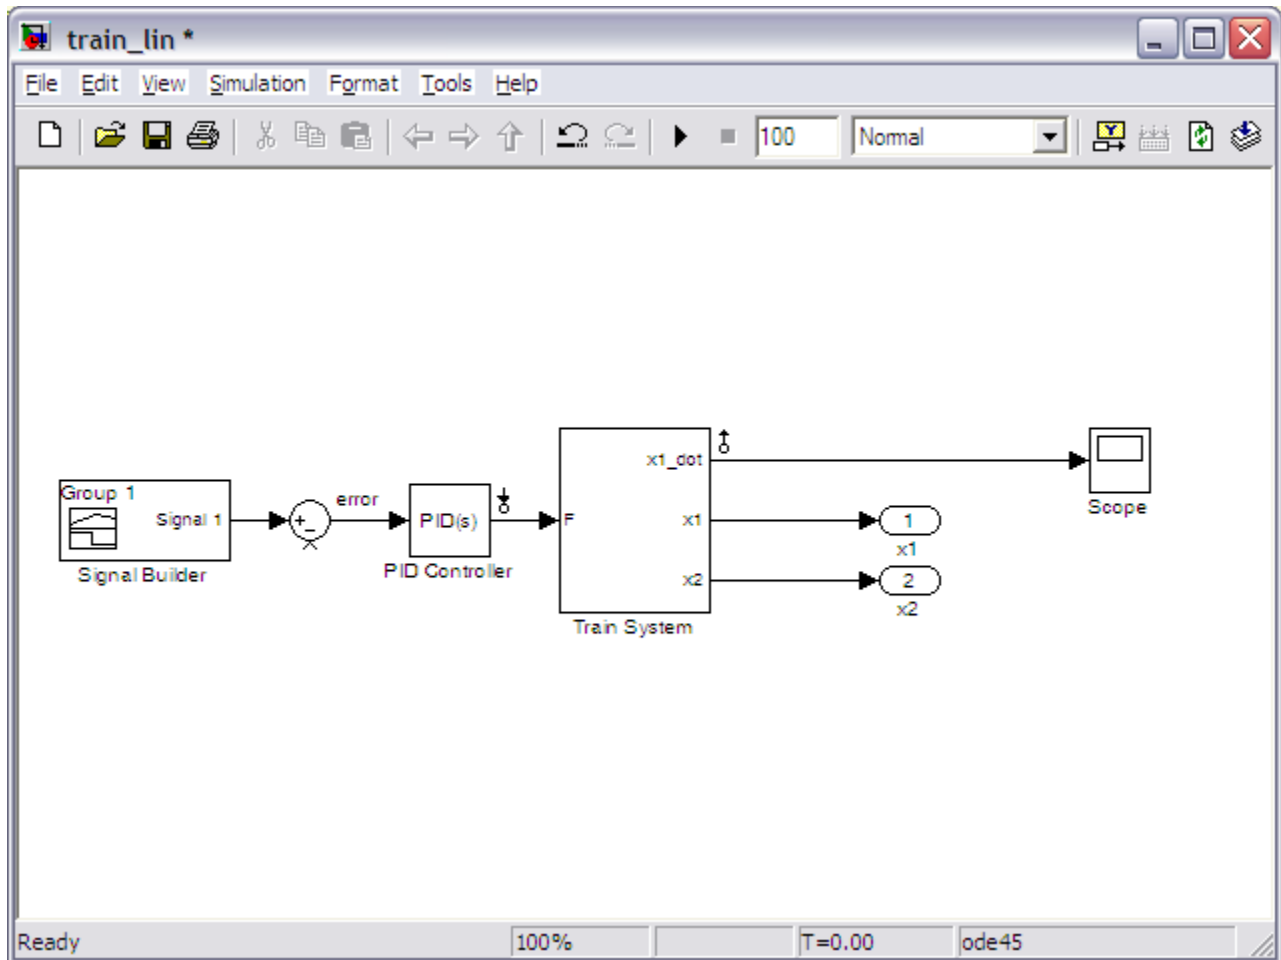 train_lin *
File Edit View Simulation Format Tools Help
100 Normal
Group 1
Signal 1
Signal Builder
error
PID(s)
PID Controller
F
x1_dot
x1
x2
Train System
1
x1
2
x2
Scope
Ready 100% T=0.00 ode45